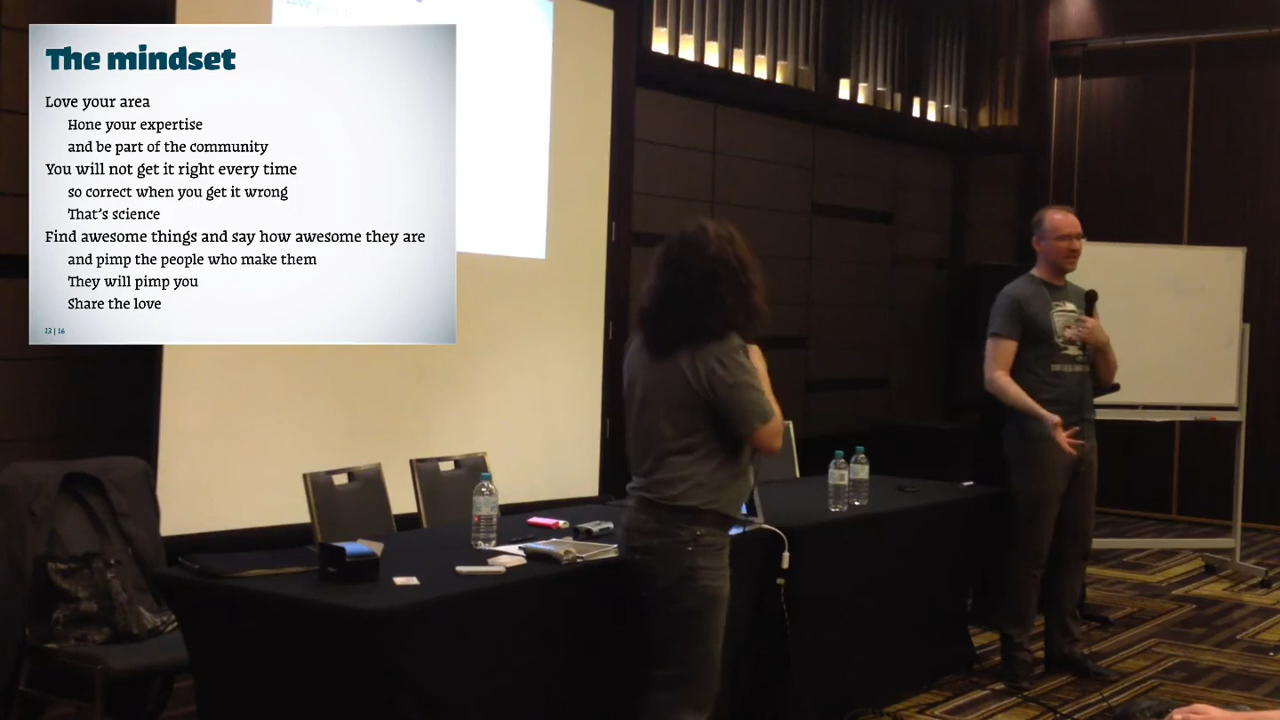 The mindset
Love your area
Hone your expertise
and be part of the community
You will not get it right every time
so correct when you get it wrong
That's science
Find awesome things and say how awesome they are
and pimp the people who make them
They will pimp you
Share the love
13 | 16